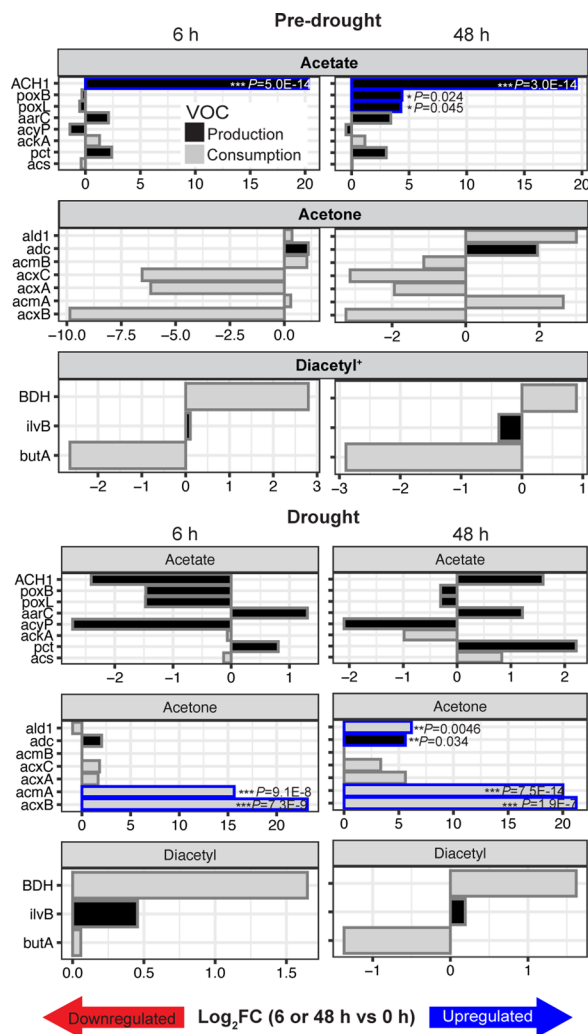 Pre-drought
6 h 48 h
Acetate
ACH1 ***P=5.0E-14 ***P=3.0E-14
poxB *P=0.024
poxL *P=0.045
aarC
acyP
ackA
pct
acs
VOC
Production
Consumption
0 5 10 15 20 0 5 10 15 20
Acetone
ald1
adc
acmB
acxC
acxA
acmA
acxB
−10.0 −7.5 −5.0 −2.5 0.0 −2 0 2
Diacetyl+
BDH
ilvB
butA
−2 −1 0 1 2 3 −3 −2 −1 0 1
Drought
6 h 48 h
Acetate Acetate
ACH1
poxB
poxL
aarC
acyP
ackA
pct
acs
−2 −1 0 1 −2 −1 0 1 2
Acetone Acetone
ald1 **P=0.0046
adc **P=0.034
acmB
acxC
acxA
acmA ***P=9.1E-8 ***P=7.5E-14
acxB ***P=7.3E-9 ***P=1.9E-7
0 5 10 15 20 0 5 10 15 20
Diacetyl Diacetyl
BDH
ilvB
butA
0.0 0.5 1.0 1.5 −1 0 1
Downregulated Log2FC (6 or 48 h vs 0 h) Upregulated